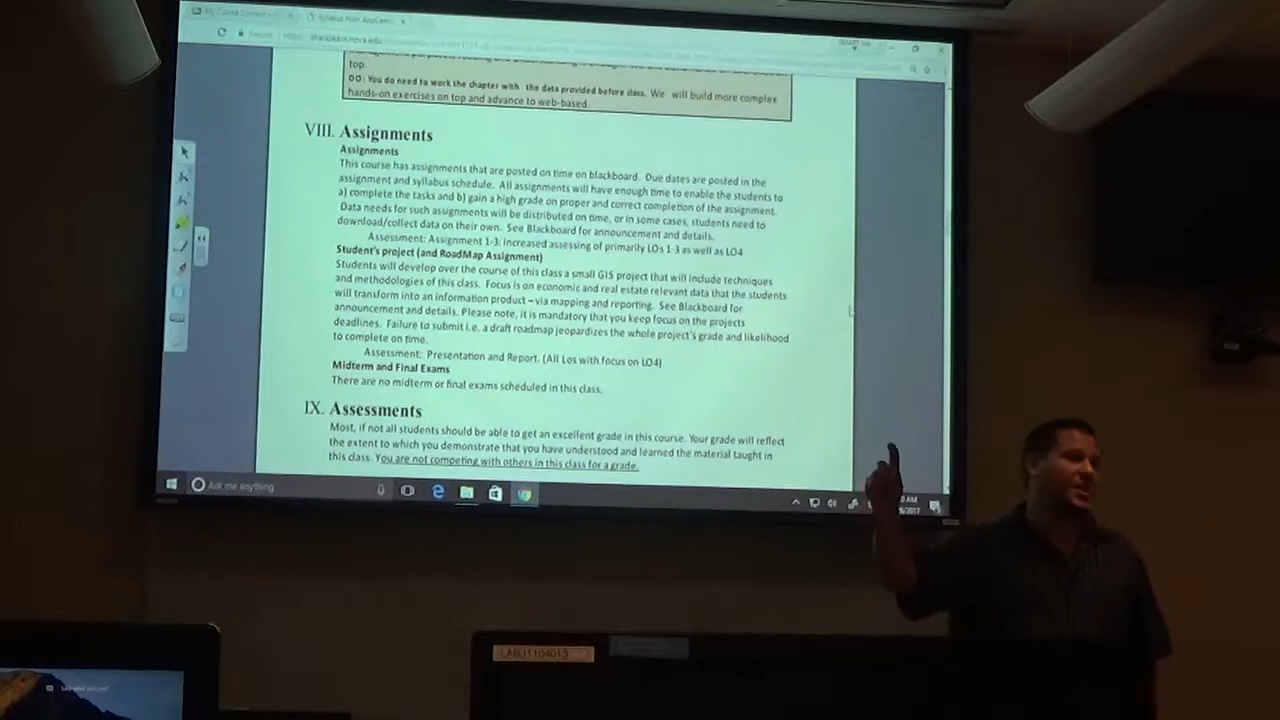 My Course Content
Syllabus from AppCent
Secure https://sharklearn.nova.edu
top.
DO: You do need to work the chapter with the data provided before class. We will build more complex
hands-on exercises on top and advance to web-based.
VIII. Assignments
Assignments
This course has assignments that are posted on time on blackboard. Due dates are posted in the
assignment and syllabus schedule. All assignments will have enough time to enable the students to
a) complete the tasks and b) gain a high grade on proper and correct completion of the assignment.
Data needs for such assignments will be distributed on time, or in some cases, students need to
download/collect data on their own. See Blackboard for announcement and details.
Assessment: Assignment 1-3: increased assessing of primarily LOs 1-3 as well as LO4
Student's project (and RoadMap Assignment)
Students will develop over the course of this class a small GIS project that will include techniques
and methodologies of this class. Focus is on economic and real estate relevant data that the students
will transform into an information product – via mapping and reporting. See Blackboard for
announcement and details. Please note, it is mandatory that you keep focus on the projects
deadlines. Failure to submit i.e. a draft roadmap jeopardizes the whole project's grade and likelihood
to complete on time.
Assessment: Presentation and Report. (All Los with focus on LO4)
Midterm and Final Exams
There are no midterm or final exams scheduled in this class.
IX. Assessments
Most, if not all students should be able to get an excellent grade in this course. Your grade will reflect
the extent to which you demonstrate that you have understood and learned the material taught in
this class. You are not competing with others in this class for a grade.
Ask me anything
AM
/2017
LAB31104013